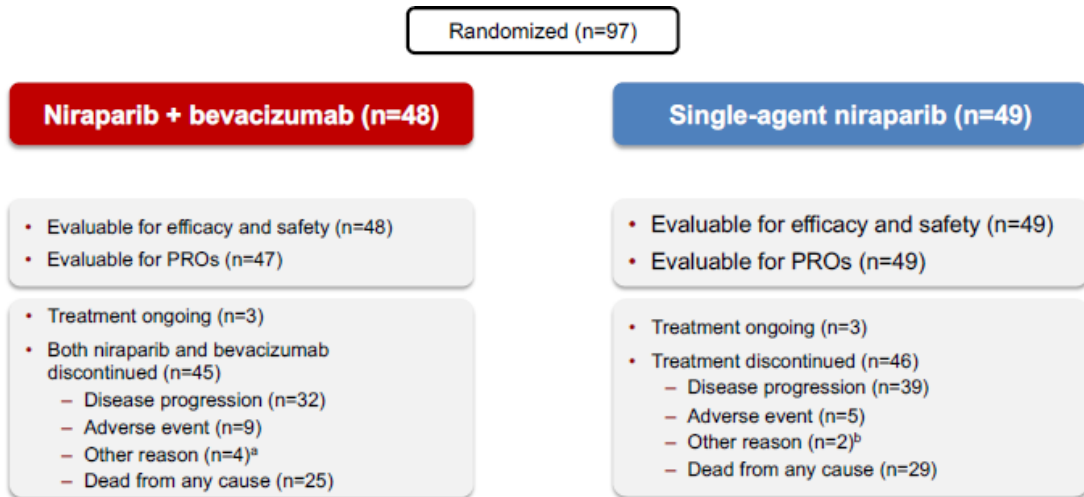 Randomized (n=97)
Niraparib + bevacizumab (n=48)
• Evaluable for efficacy and safety (n=48)
• Evaluable for PROs (n=47)
• Treatment ongoing (n=3)
• Both niraparib and bevacizumab
discontinued (n=45)
– Disease progression (n=32)
– Adverse event (n=9)
– Other reason (n=4)ᵃ
– Dead from any cause (n=25)
Single-agent niraparib (n=49)
• Evaluable for efficacy and safety (n=49)
• Evaluable for PROs (n=49)
• Treatment ongoing (n=3)
• Treatment discontinued (n=46)
– Disease progression (n=39)
– Adverse event (n=5)
– Other reason (n=2)ᵇ
– Dead from any cause (n=29)